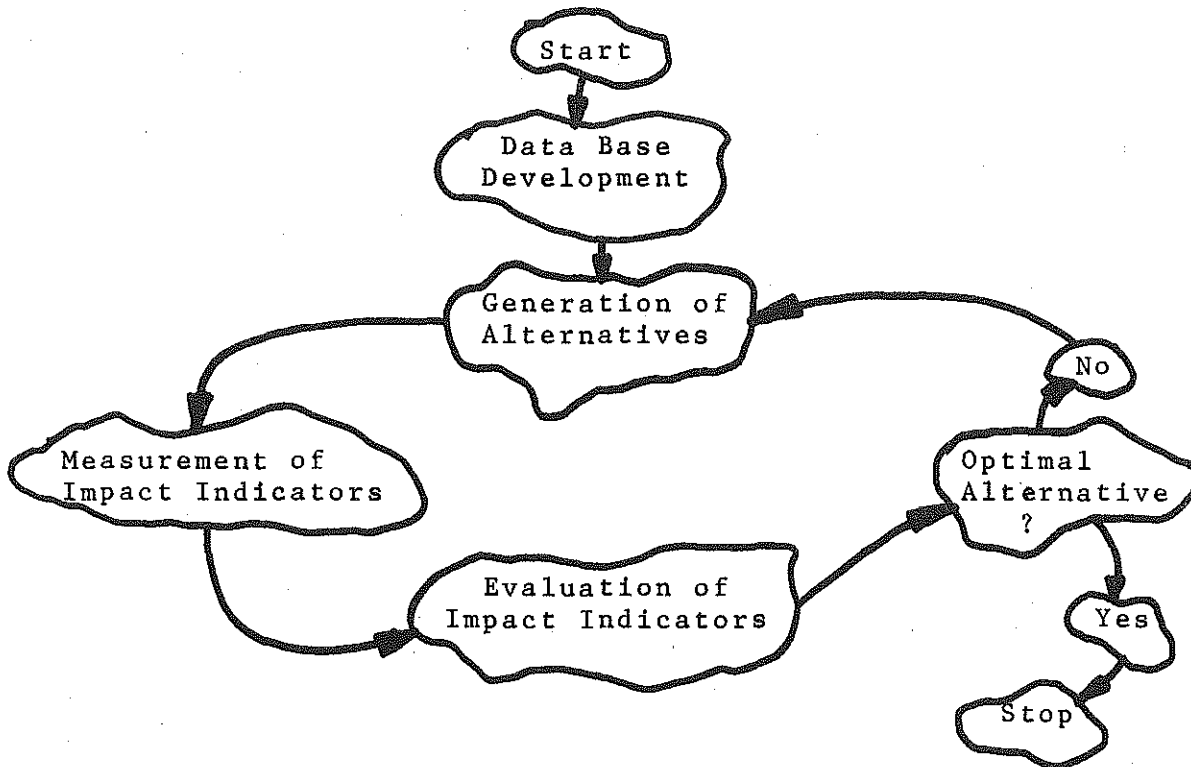 Start
Data Base
Development
Generation of
Alternatives
No
Measurement of
Impact Indicators
Optimal
Alternative
?
Evaluation of
Impact Indicators
Yes
Stop